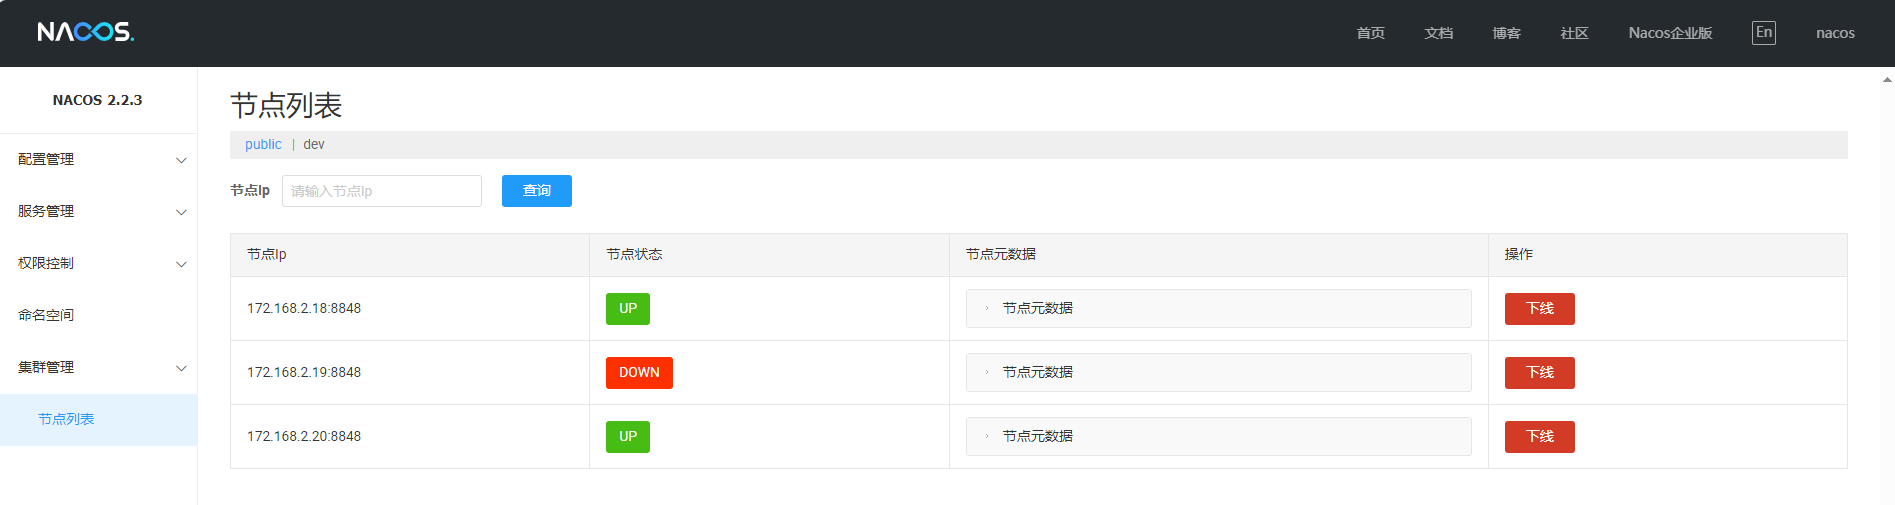 NACOS.
首页 文档 博客 社区 Nacos企业版 En nacos
NACOS 2.2.3
配置管理
服务管理
权限控制
命名空间
集群管理
节点列表
节点列表
public | dev
节点Ip 请输入节点Ip 查询
节点Ip 节点状态 节点元数据 操作
172.168.2.18:8848 UP 节点元数据 下线
172.168.2.19:8848 DOWN 节点元数据 下线
172.168.2.20:8848 UP 节点元数据 下线